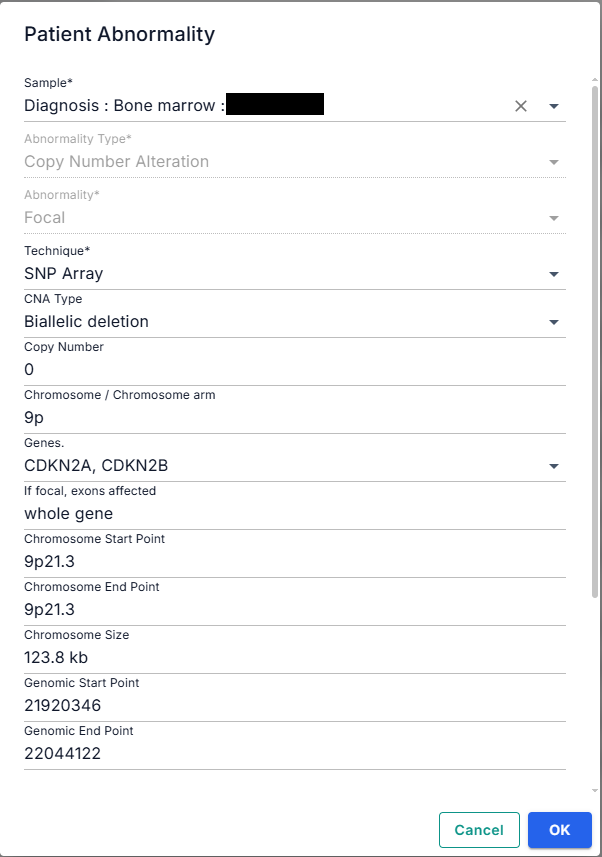 Patient Abnormality
Sample*
Diagnosis : Bone marrow :
Abnormality Type*
Copy Number Alteration
Abnormality*
Focal
Technique*
SNP Array
CNA Type
Biallelic deletion
Copy Number
0
Chromosome / Chromosome arm
9p
Genes.
CDKN2A, CDKN2B
If focal, exons affected
whole gene
Chromosome Start Point
9p21.3
Chromosome End Point
9p21.3
Chromosome Size
123.8 kb
Genomic Start Point
21920346
Genomic End Point
22044122
Cancel OK